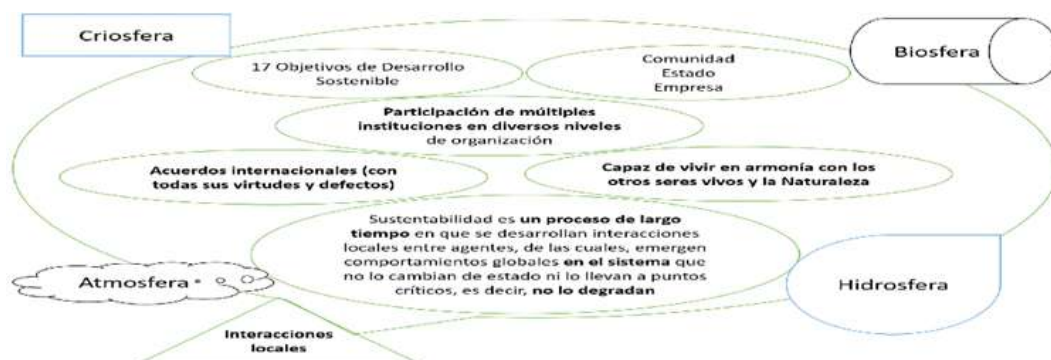 Criosfera
Biosfera
17 Objetivos de Desarrollo
Sostenible
Comunidad
Estado
Empresa
Participación de múltiples
instituciones en diversos niveles
de organización
Acuerdos internacionales (con
todas sus virtudes y defectos)
Capaz de vivir en armonía con los
otros seres vivos y la Naturaleza
Sustentabilidad es un proceso de largo
tiempo en que se desarrollan interacciones
locales entre agentes, de las cuales, emergen
comportamientos globales en el sistema que
no lo cambian de estado ni lo llevan a puntos
críticos, es decir, no lo degradan
Atmosfera
Hidrosfera
Interacciones
locales